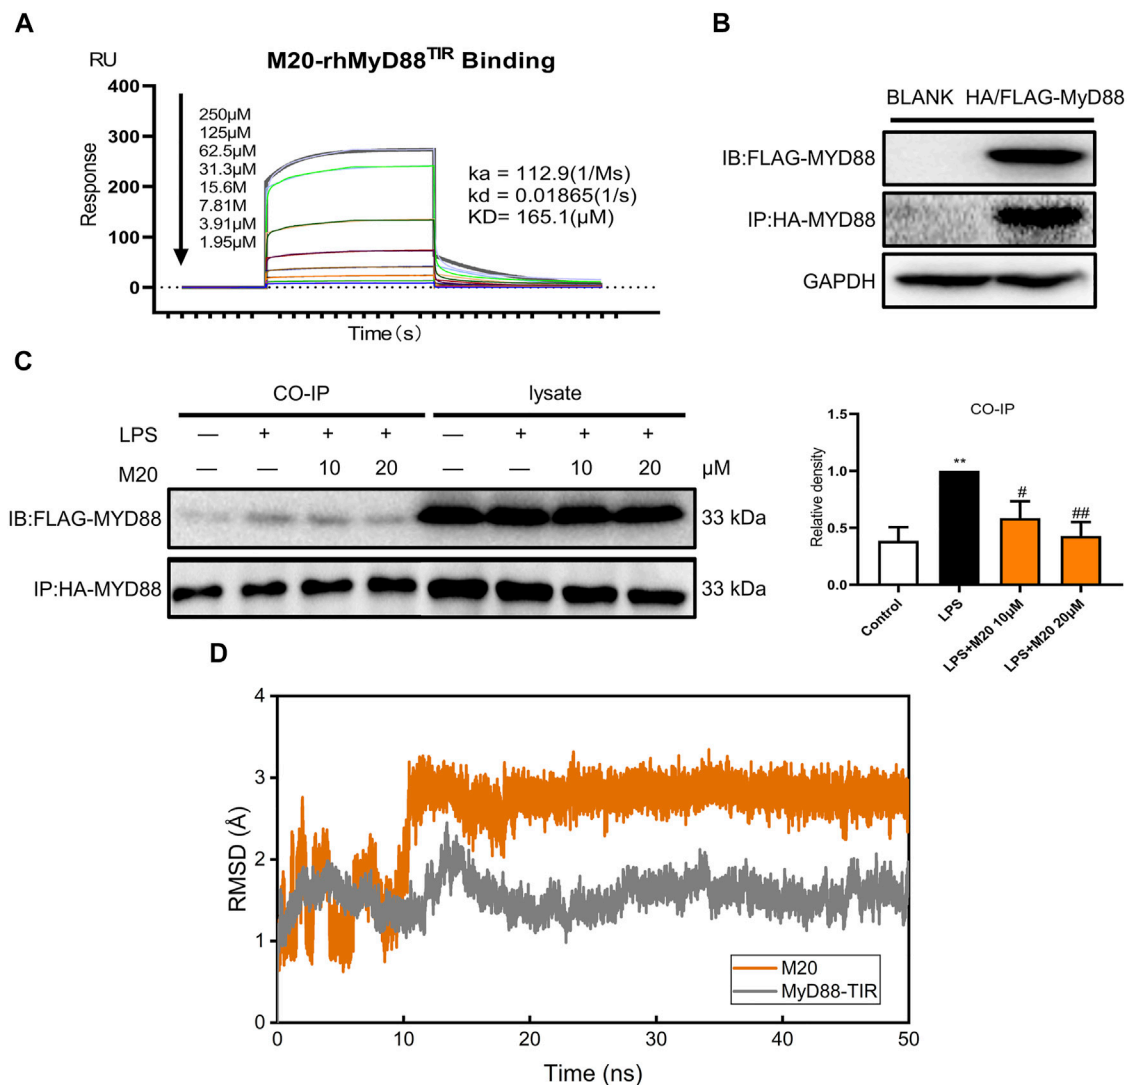 A
RU
M20-rhMyD88TIR Binding
400
300
200
100
0
Response
250µM
125µM
62.5µM
31.3µM
15.6M
7.81M
3.91µM
1.95µM
ka = 112.9(1/Ms)
kd = 0.01865(1/s)
KD= 165.1(µM)
Time(s)
B
BLANK HA/FLAG-MyD88
IB:FLAG-MYD88
IP:HA-MYD88
GAPDH
C
CO-IP lysate
LPS — + + + — + + +
M20 — — 10 20 — — 10 20 µM
IB:FLAG-MYD88 33 kDa
IP:HA-MYD88 33 kDa
CO-IP
Relative density
1.5
1.0
0.5
0.0
**
#
##
Control
LPS
LPS+M20 10µM
LPS+M20 20µM
D
RMSD (Å)
4
3
2
1
0
M20
MyD88-TIR
0 10 20 30 40 50
Time (ns)